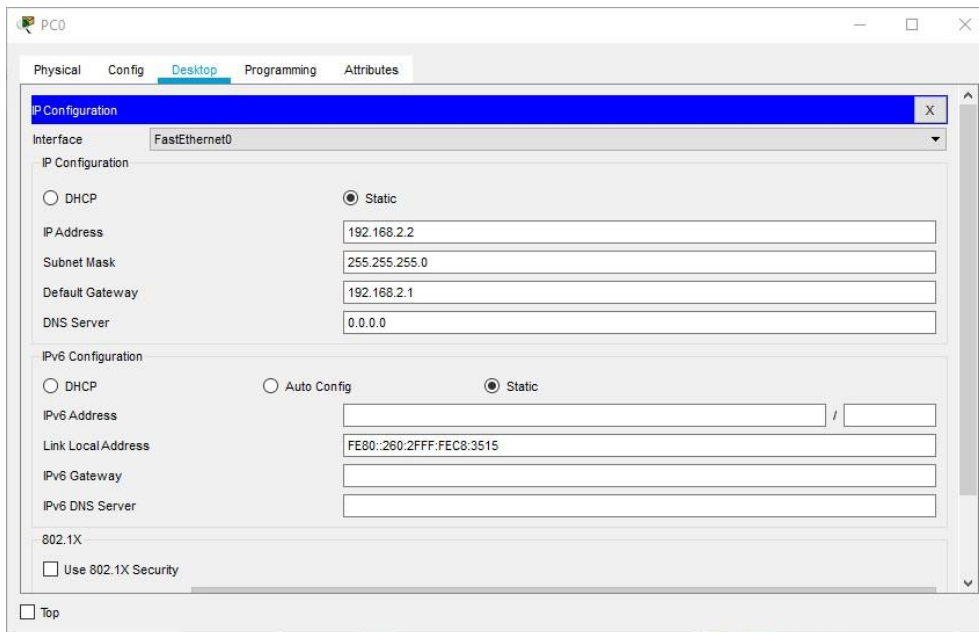 PC0
Physical Config Desktop Programming Attributes
IP Configuration X
Interface FastEthernet0
IP Configuration
DHCP Static
IP Address 192.168.2.2
Subnet Mask 255.255.255.0
Default Gateway 192.168.2.1
DNS Server 0.0.0.0
IPv6 Configuration
DHCP Auto Config Static
IPv6 Address /
Link Local Address FE80::260:2FFF:FEC8:3515
IPv6 Gateway
IPv6 DNS Server
802.1X
Use 802.1X Security
Top